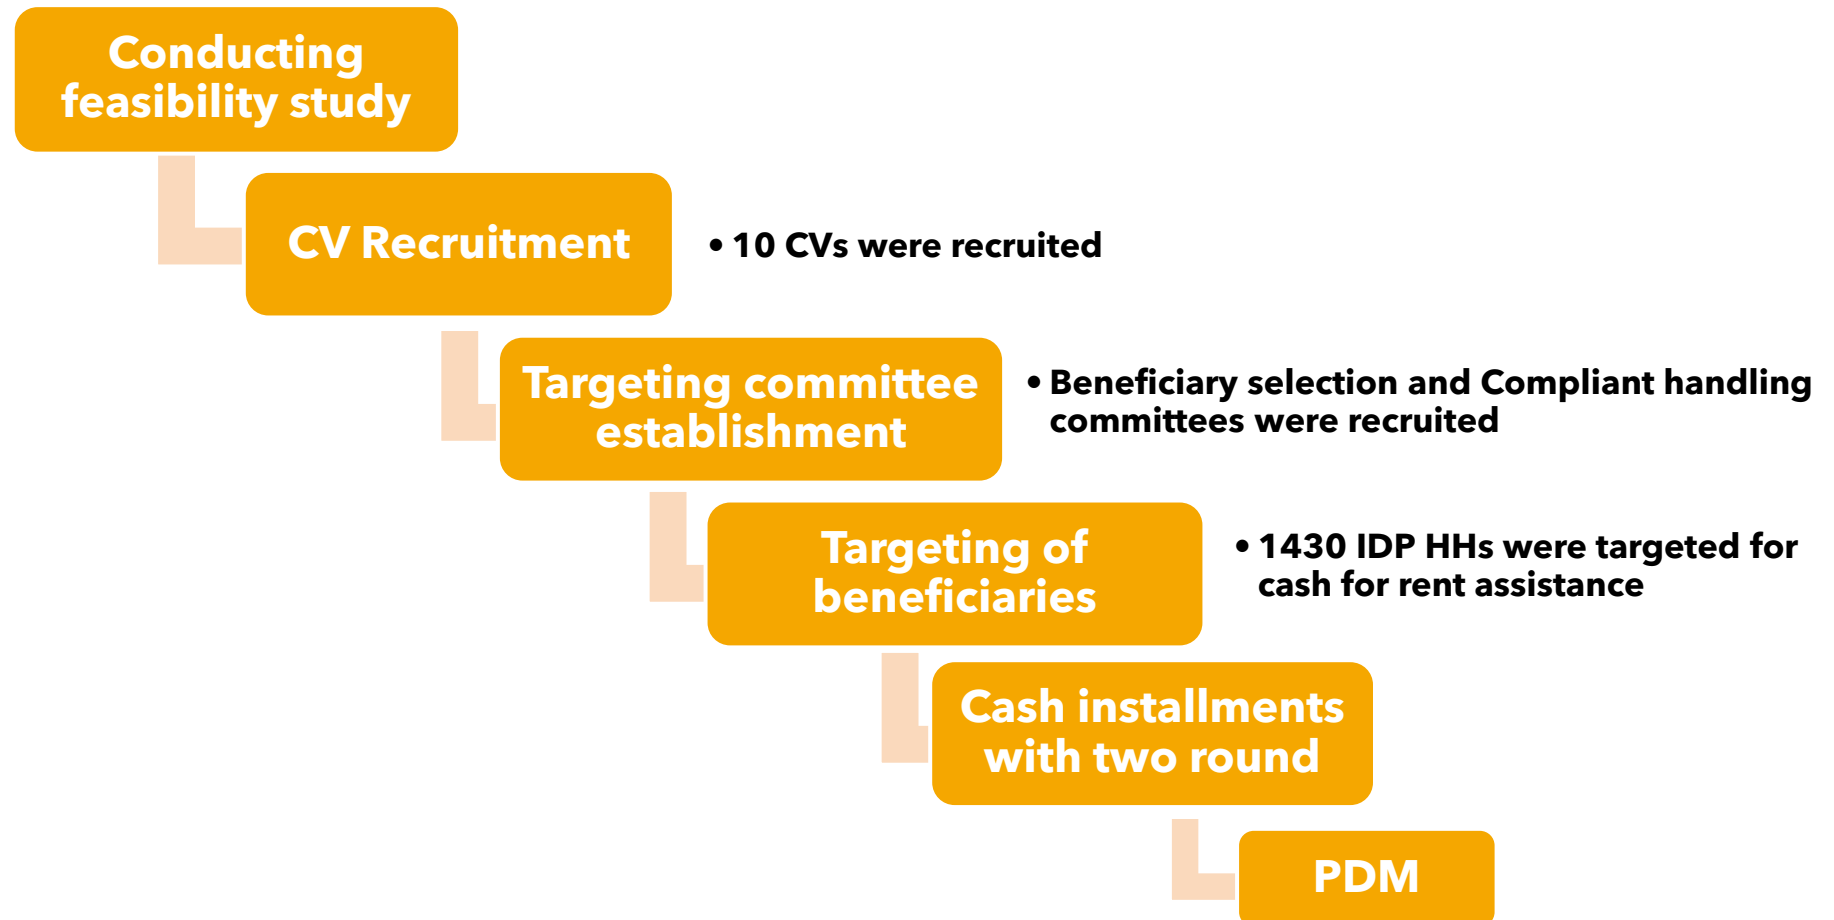 Conducting
feasibility study
CV Recruitment
• 10 CVs were recruited
Targeting committee
establishment
• Beneficiary selection and Compliant handling
committees were recruited
Targeting of
beneficiaries
• 1430 IDP HHs were targeted for
cash for rent assistance
Cash installments
with two round
PDM